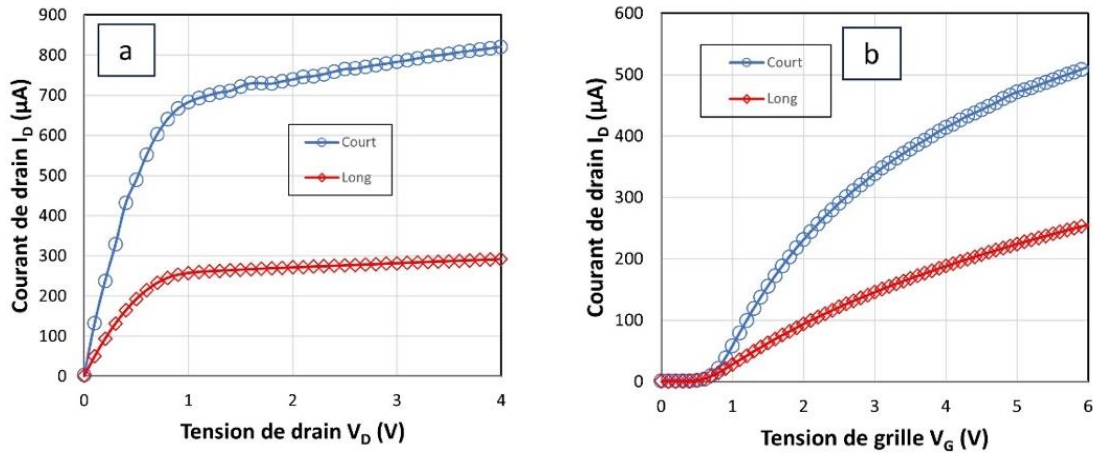 a
900
800
700
600
500
400
300
200
100
0
Courant de drain I_D (µA)
Court
Long
0
1
2
3
4
Tension de drain V_D (V)
b
600
500
400
300
200
100
0
Courant de drain I_D (µA)
Court
Long
0
1
2
3
4
5
6
Tension de grille V_G (V)